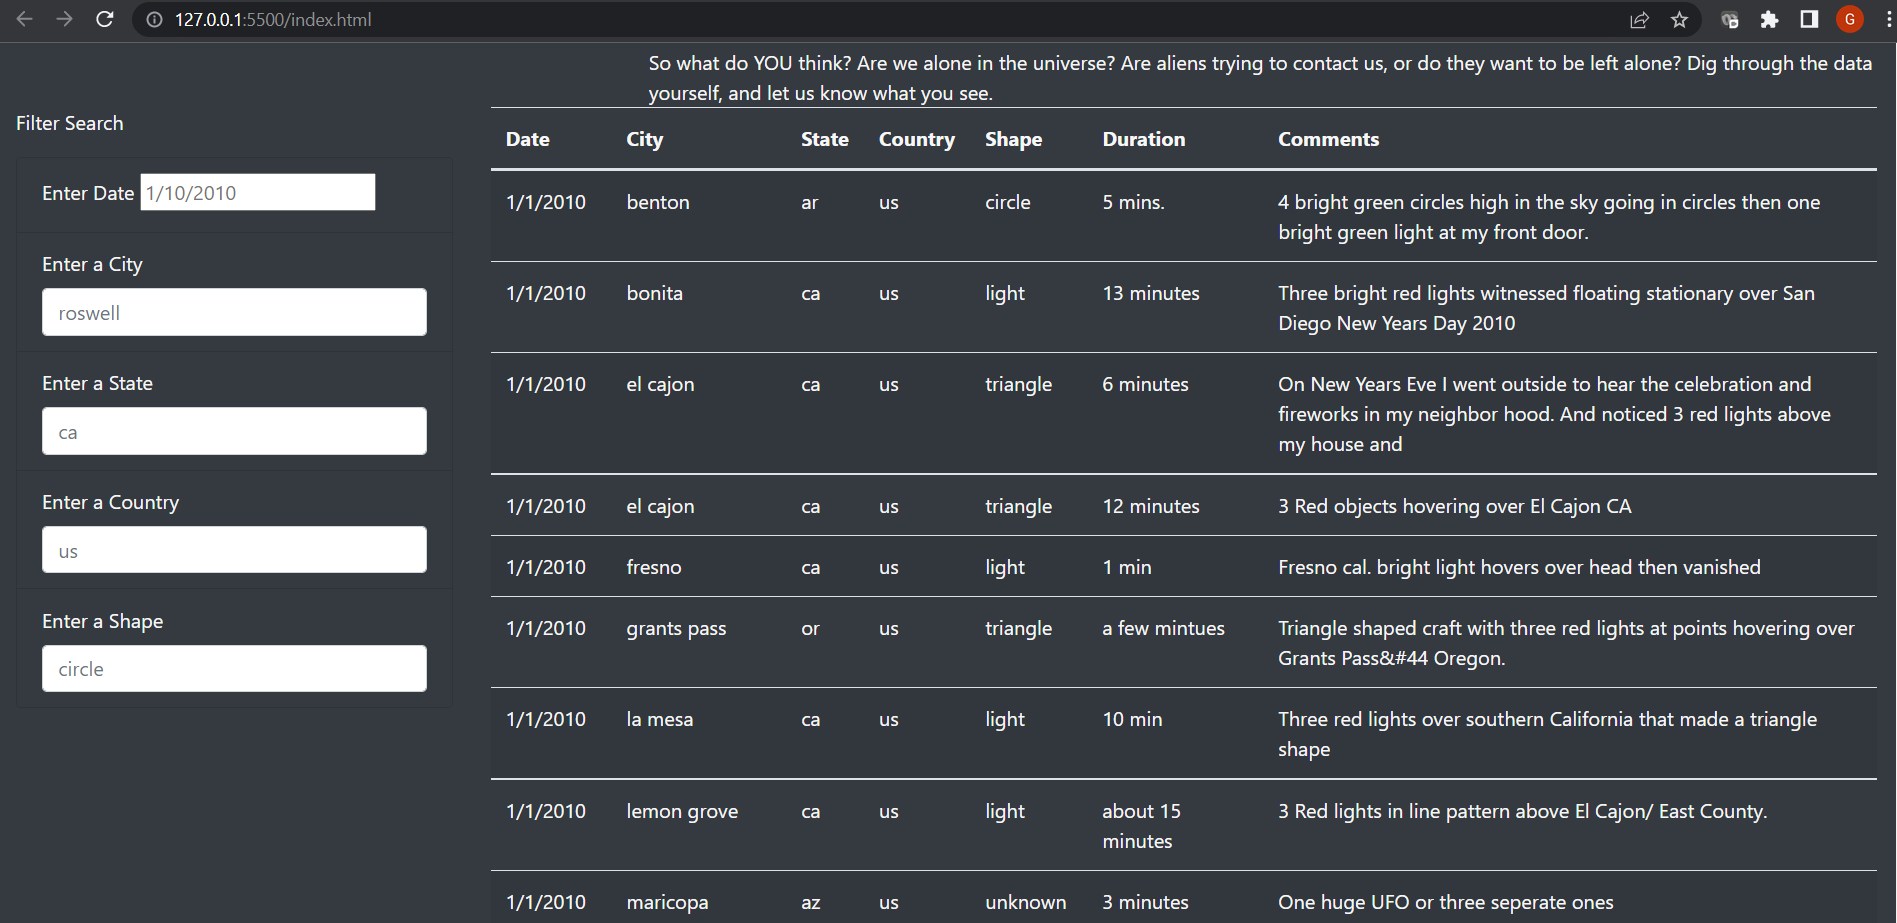 127.0.0.1:5500/index.html
G
So what do YOU think? Are we alone in the universe? Are aliens trying to contact us, or do they want to be left alone? Dig through the data
yourself, and let us know what you see.
Filter Search
Enter Date 1/10/2010
Enter a City
roswell
Enter a State
ca
Enter a Country
us
Enter a Shape
circle
Date City State Country Shape Duration Comments
1/1/2010 benton ar us circle 5 mins. 4 bright green circles high in the sky going in circles then one
bright green light at my front door.
1/1/2010 bonita ca us light 13 minutes Three bright red lights witnessed floating stationary over San
Diego New Years Day 2010
1/1/2010 el cajon ca us triangle 6 minutes On New Years Eve I went outside to hear the celebration and
fireworks in my neighbor hood. And noticed 3 red lights above
my house and
1/1/2010 el cajon ca us triangle 12 minutes 3 Red objects hovering over El Cajon CA
1/1/2010 fresno ca us light 1 min Fresno cal. bright light hovers over head then vanished
1/1/2010 grants pass or us triangle a few mintues Triangle shaped craft with three red lights at points hovering over
Grants Pass&#44 Oregon.
1/1/2010 la mesa ca us light 10 min Three red lights over southern California that made a triangle
shape
1/1/2010 lemon grove ca us light about 15 3 Red lights in line pattern above El Cajon/ East County.
minutes
1/1/2010 maricopa az us unknown 3 minutes One huge UFO or three seperate ones